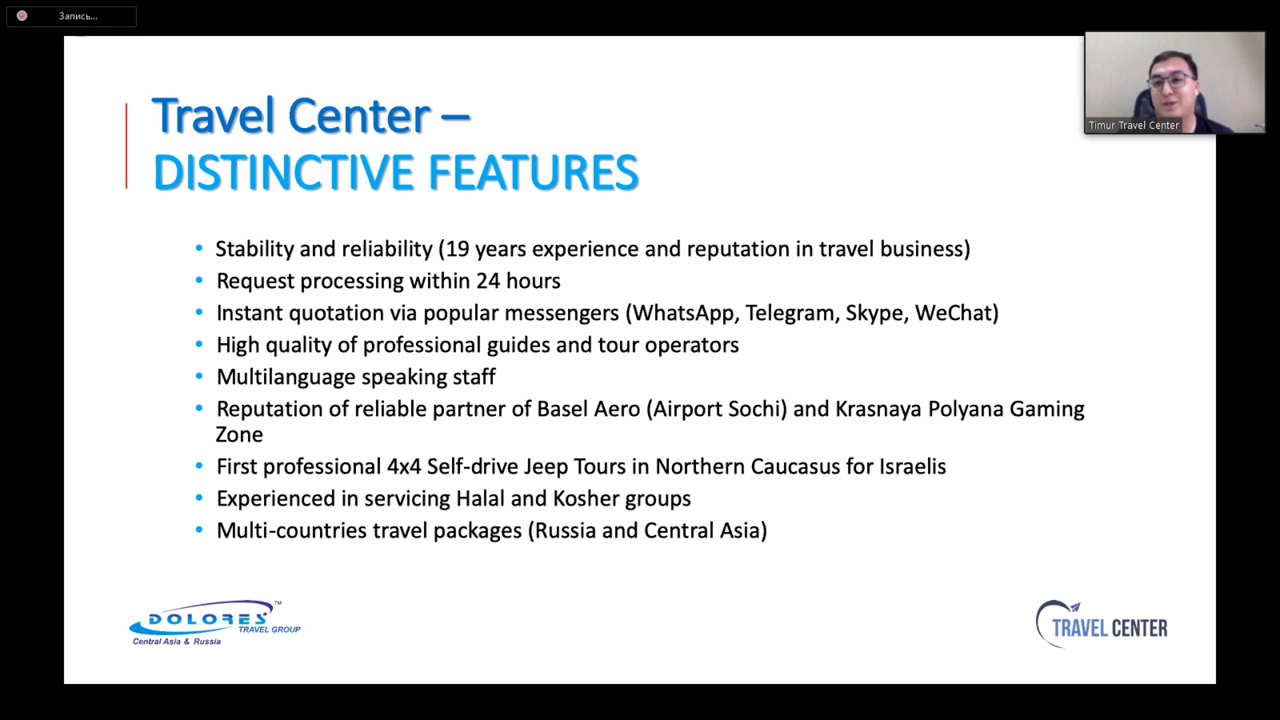 Запись...
Travel Center –
DISTINCTIVE FEATURES
Timur Travel Center
• Stability and reliability (19 years experience and reputation in travel business)
• Request processing within 24 hours
• Instant quotation via popular messengers (WhatsApp, Telegram, Skype, WeChat)
• High quality of professional guides and tour operators
• Multilanguage speaking staff
• Reputation of reliable partner of Basel Aero (Airport Sochi) and Krasnaya Polyana Gaming
Zone
• First professional 4x4 Self-drive Jeep Tours in Northern Caucasus for Israelis
• Experienced in servicing Halal and Kosher groups
• Multi-countries travel packages (Russia and Central Asia)
DOLORES™
TRAVEL GROUP
Central Asia & Russia
TRAVEL CENTER